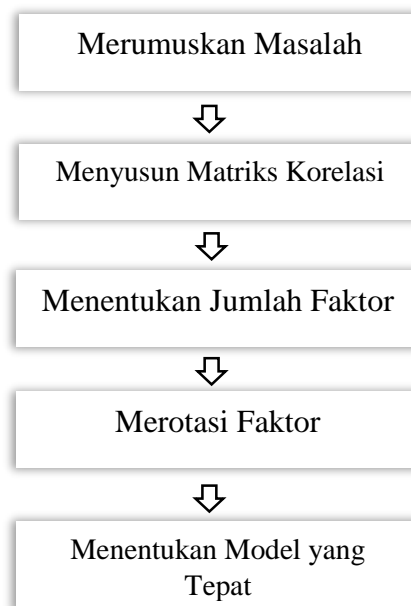 Merumuskan Masalah
Menyusun Matriks Korelasi
Menentukan Jumlah Faktor
Merotasi Faktor
Menentukan Model yang
Tepat